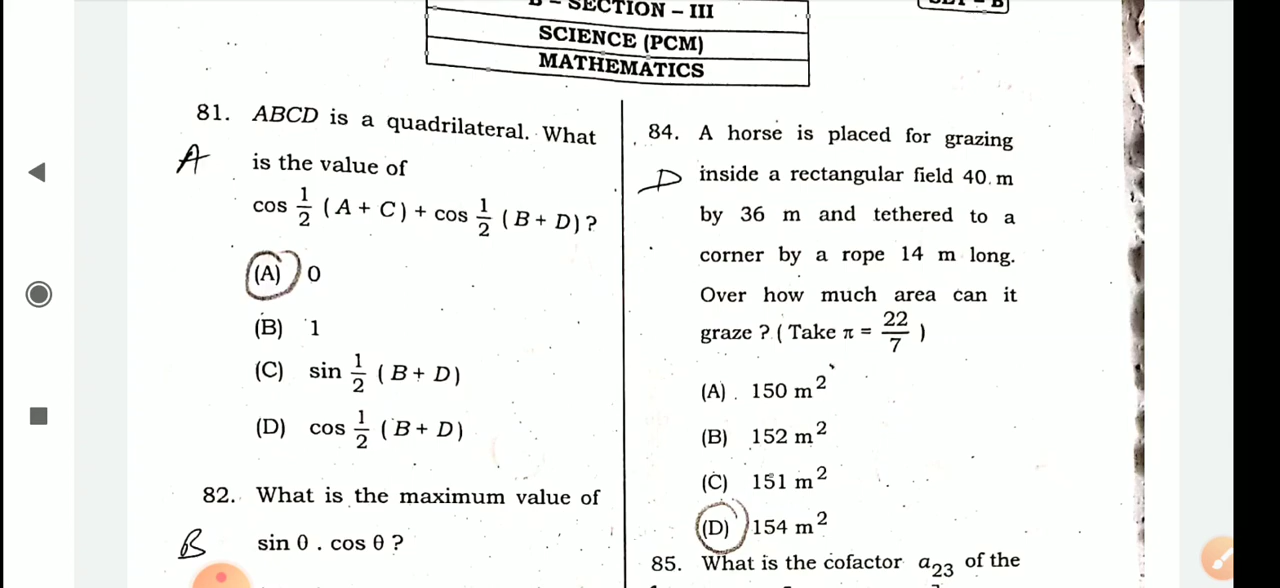 B – SECTION – III
SCIENCE (PCM)
MATHEMATICS
81. ABCD is a quadrilateral. What
A is the value of
cos 1/2 (A + C) + cos 1/2 (B + D)?
(A) 0
(B) 1
(C) sin 1/2 (B + D)
(D) cos 1/2 (B + D)
82. What is the maximum value of
B sin θ . cos θ ?
84. A horse is placed for grazing
D inside a rectangular field 40 m
by 36 m and tethered to a
corner by a rope 14 m long.
Over how much area can it
graze ? ( Take π = 22/7 )
(A) 150 m²
(B) 152 m²
(C) 151 m²
(D) 154 m²
85. What is the cofactor a₂₃ of the